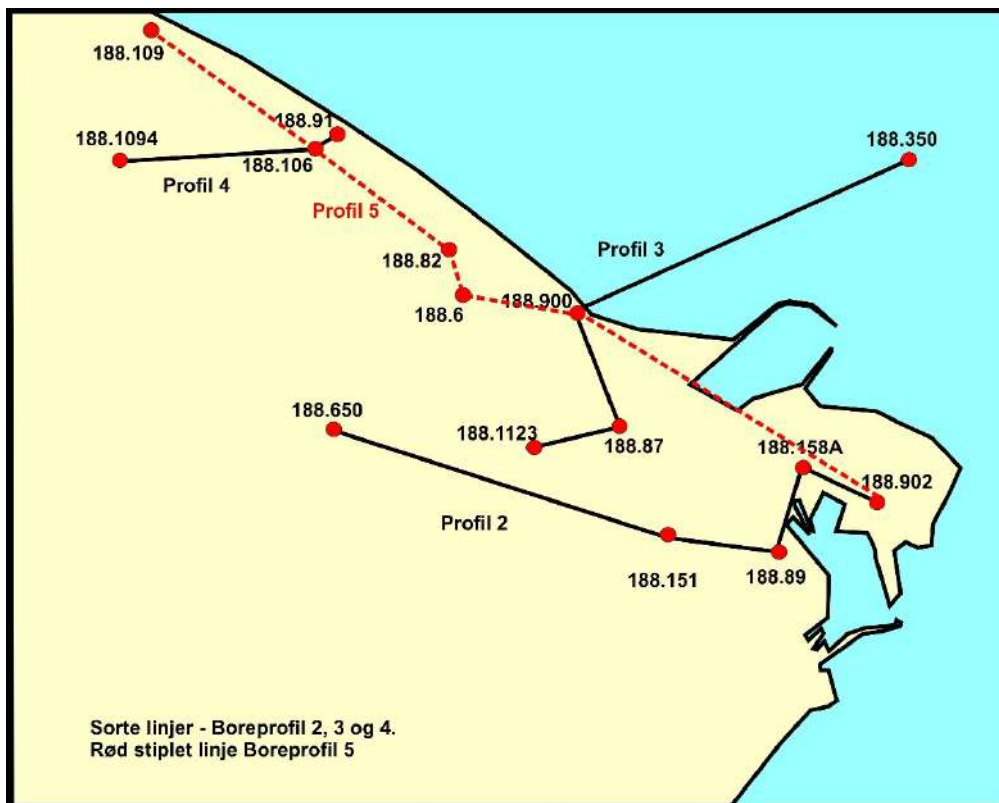 188.109
188.91
188.1094
188.106
188.350
Profil 4
Profil 5
Profil 3
188.82
188.6
188.900
188.650
188.1123
188.87
188.158A
188.902
Profil 2
188.151
188.89
Sorte linjer - Boreprofil 2, 3 og 4.
Rød stiplet linje Boreprofil 5